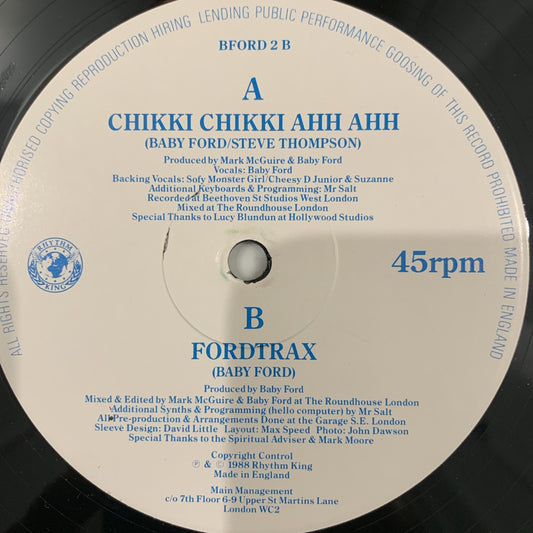 ALL RIGHTS RESERVED UNAUTHORISED COPYING REPRODUCTION HIRING LENDING PUBLIC PERFORMANCE GOOSING OF THIS RECORD PROHIBITED MADE IN ENGLAND
BFORD 2 B
A
CHIKKI CHIKKI AHH AHH
(BABY FORD/STEVE THOMPSON)
Produced by Mark McGuire & Baby Ford
Vocals: Baby Ford
Backing Vocals: Sofy Monster Girl/Cheesy D Junior & Suzanne
Additional Keyboards & Programming: Mr Salt
Recorded at Beethoven St Studios West London
Mixed at The Roundhouse London
Special Thanks to Lucy Blundun at Hollywood Studios
RHYTHM
KING
45rpm
B
FORDTRAX
(BABY FORD)
Produced by Baby Ford
Mixed & Edited by Mark McGuire & Baby Ford at The Roundhouse London
Additional Synths & Programming (hello computer) by Mr Salt
All Pre-production & Arrangements Done at the Garage S.E. London
Sleeve Design: David Little Layout: Max Speed Photo: John Dawson
Special Thanks to the Spiritual Adviser & Mark Moore
Copyright Control
℗ & © 1988 Rhythm King
Made in England
Main Management
c/o 7th Floor 6-9 Upper St Martins Lane
London WC2